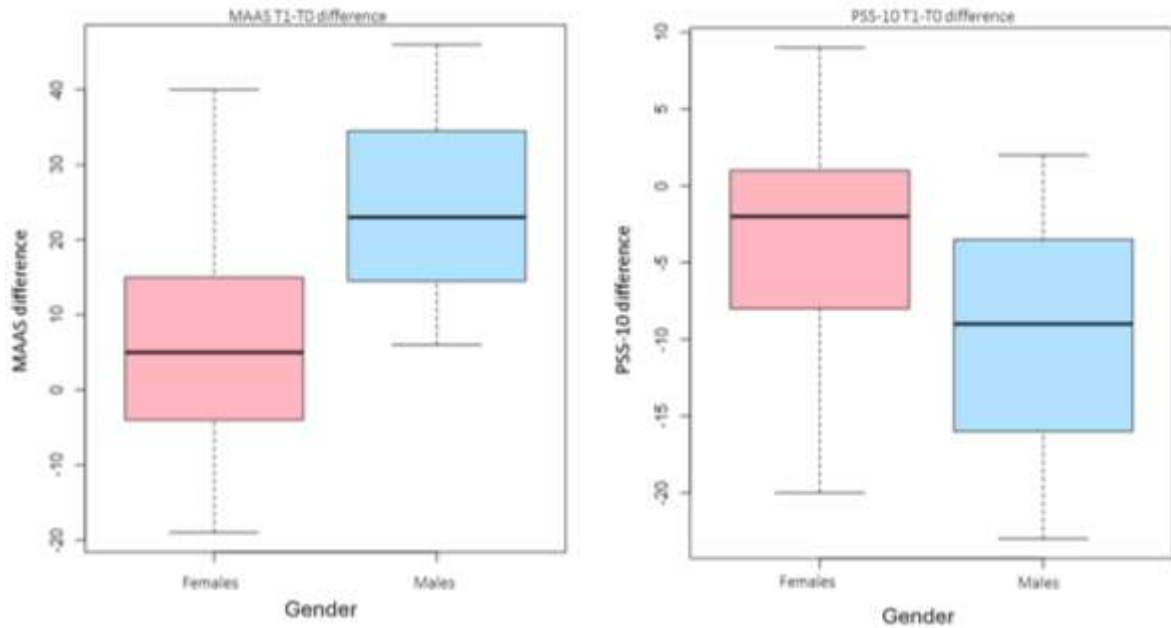 MAAS T1-T0 difference
MAAS difference
40
30
20
10
0
-10
-20
Females
Males
Gender
PSS-10 T1-T0 difference
PSS-10 difference
10
5
0
-5
-10
-15
-20
Females
Males
Gender